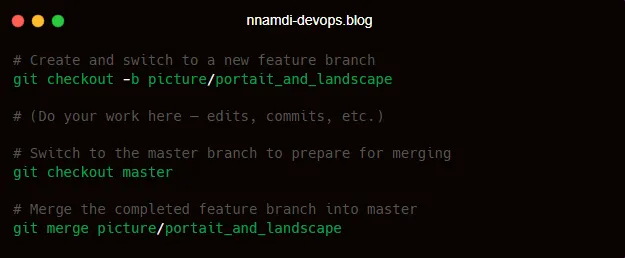 nnamdi-devops.blog
# Create and switch to a new feature branch
git checkout -b picture/portait_and_landscape
# (Do your work here — edits, commits, etc.)
# Switch to the master branch to prepare for merging
git checkout master
# Merge the completed feature branch into master
git merge picture/portait_and_landscape